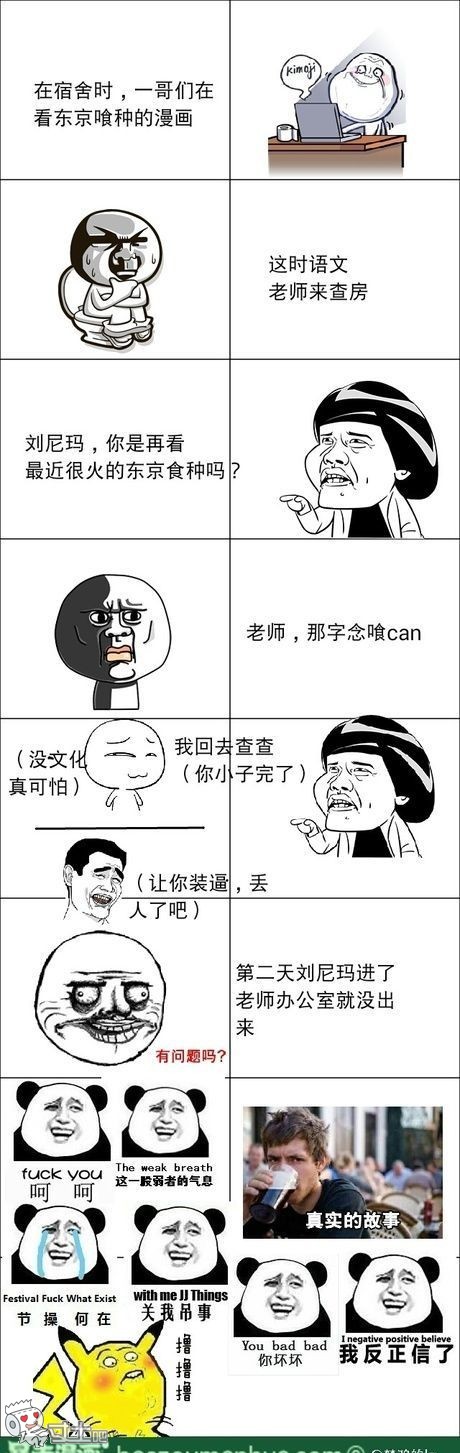 在宿舍时，一哥们在
看东京喰种的漫画
kimoji
这时语文
老师来查房
刘尼玛，你是再看
最近很火的东京食种吗？
老师，那字念喰can
（没文化
真可怕）
我回去查查
（你小子完了）
（让你装逼，丢
人了吧）
第二天刘尼玛进了
老师办公室就没出
来
有问题吗?
fuck you
呵 呵
The weak breath
这一股弱者的气息
真实的故事
Festival Fuck What Exist
节 操 何 在
with me JJ Things
关我吊事
You bad bad
你坏坏
I negative positive believe
我反正信了
撸
撸
撸